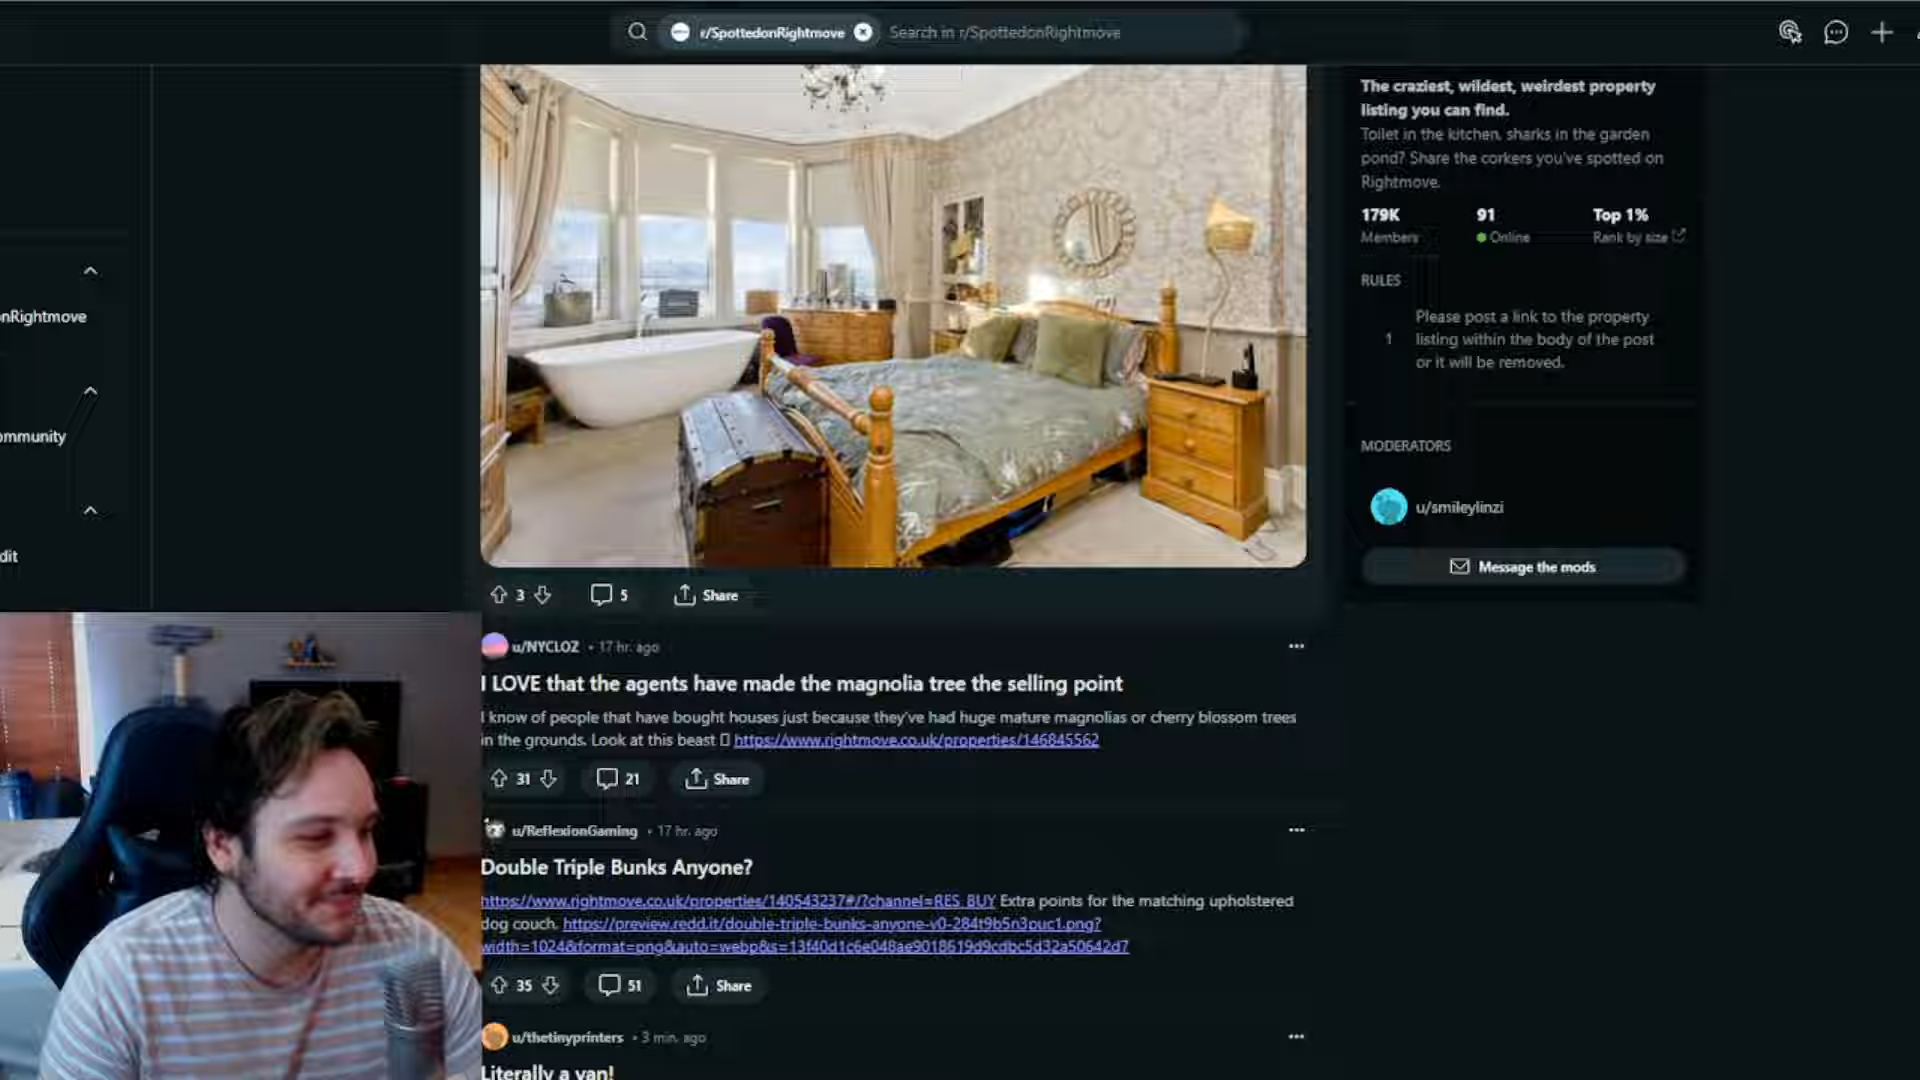 r/SpottedonRightmove
Search in r/SpottedonRightmove
The craziest, wildest, weirdest property
listing you can find.
Toilet in the kitchen, sharks in the garden
pond? Share the corkers you've spotted on
Rightmove.
179K 91 Top 1%
Members Online Rank by size
RULES
1
Please post a link to the property
listing within the body of the post
or it will be removed.
MODERATORS
u/smileylinzi
Message the mods
nRightmove
ommunity
dit
3
5
Share
u/NYCLOZ • 17 hr. ago
I LOVE that the agents have made the magnolia tree the selling point
I know of people that have bought houses just because they've had huge mature magnolias or cherry blossom trees
in the grounds. Look at this beast https://www.rightmove.co.uk/properties/146845562
31
21
Share
u/ReflexionGaming • 17 hr. ago
Double Triple Bunks Anyone?
https://www.rightmove.co.uk/properties/140543237#/?channel=RES_BUY Extra points for the matching upholstered
dog couch. https://preview.redd.it/double-triple-bunks-anyone-v0-284t9b5n3puc1.png?
width=1024&format=png&auto=webp&s=13f40d1c6e048ae9018619d9cdbc5d32a50642d7
35
51
Share
u/thetinyprinters • 3 min. ago
Literally a van!